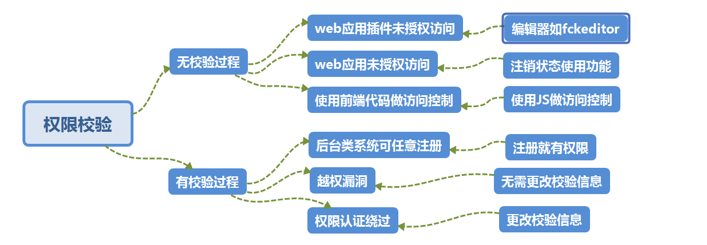 web应用插件未授权访问
编辑器如fckeditor
无校验过程
web应用未授权访问
注销状态使用功能
使用前端代码做访问控制
使用JS做访问控制
权限校验
后台类系统可任意注册
注册就有权限
有校验过程
越权漏洞
无需更改校验信息
权限认证绕过
更改校验信息